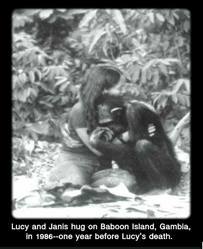 Lucy and Janis hug on Baboon Island, Gambia,
in 1986--one year before Lucy's death.